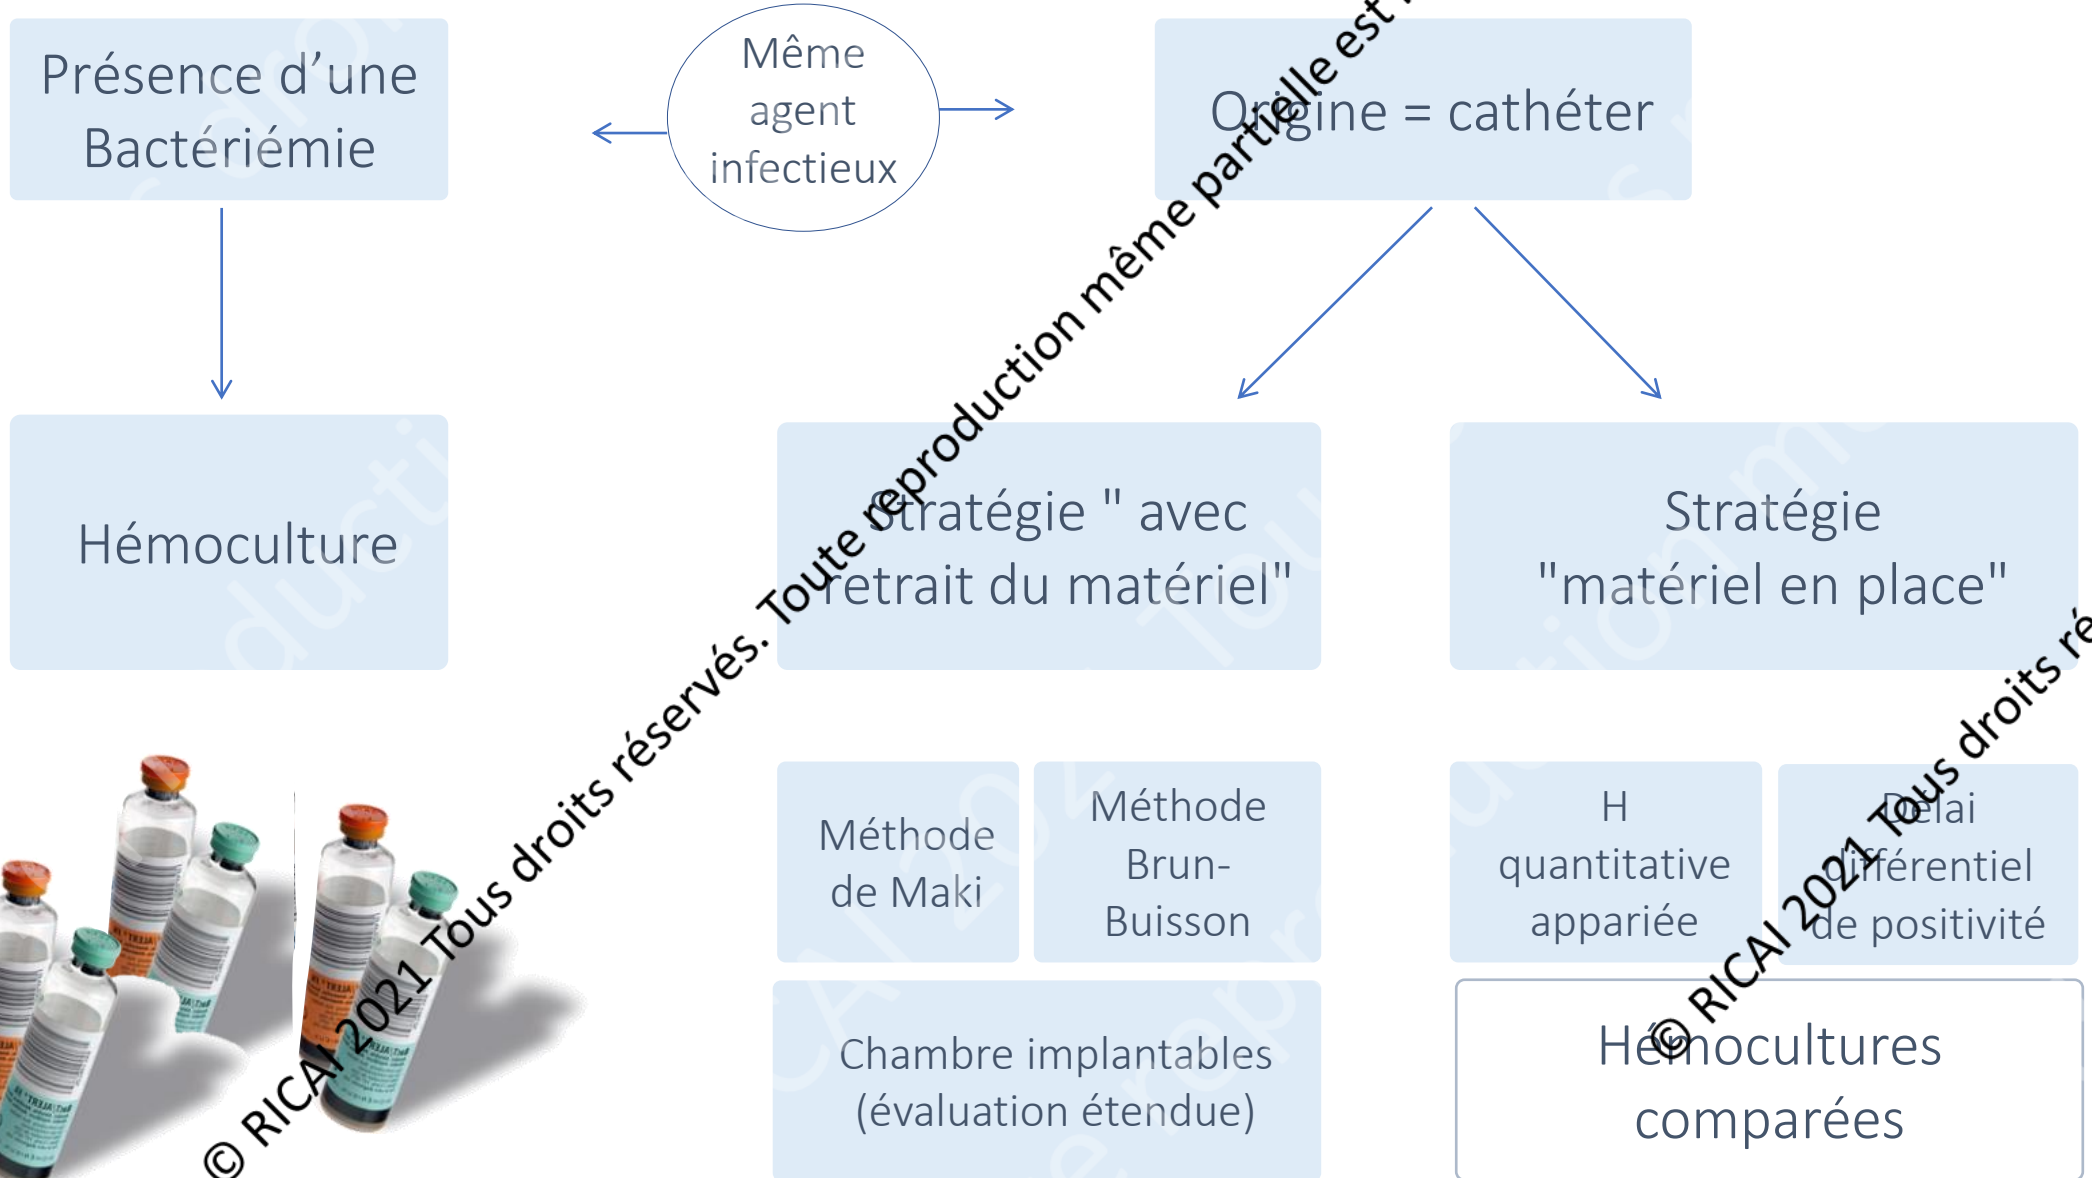 Présence d’une
Bactériémie
Même
agent
infectieux
Origine = cathéter
Hémoculture
Stratégie " avec
retrait du matériel"
Stratégie
"matériel en place"
Méthode
de Maki
Méthode
Brun-
Buisson
H
quantitative
appariée
Délai
différentiel
de positivité
Chambre implantables
(évaluation étendue)
Hémocultures
comparées
© RICAI 2021 Tous droits réservés. Toute reproduction même partielle est
© RICAI 2021 Tous droits ré